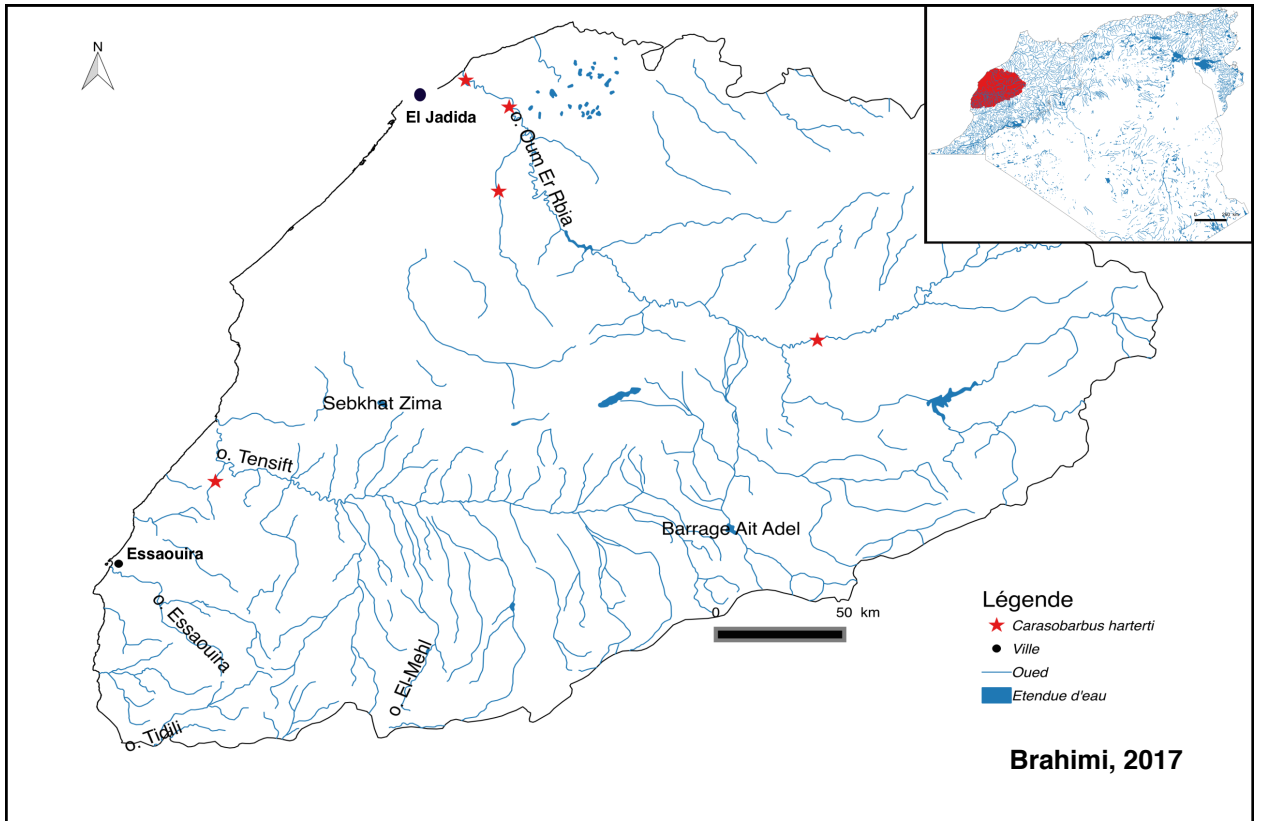 N
El Jadida
o. Oum Er Rbia
Sebkhat Zima
o. Tensift
Barrage Ait Adel
Essaouira
o. Essaouira
o. El-Mehl
o. Tidili
0 50 km
Légende
Carasobarbus harterti
Ville
Oued
Etendue d'eau
Brahimi, 2017